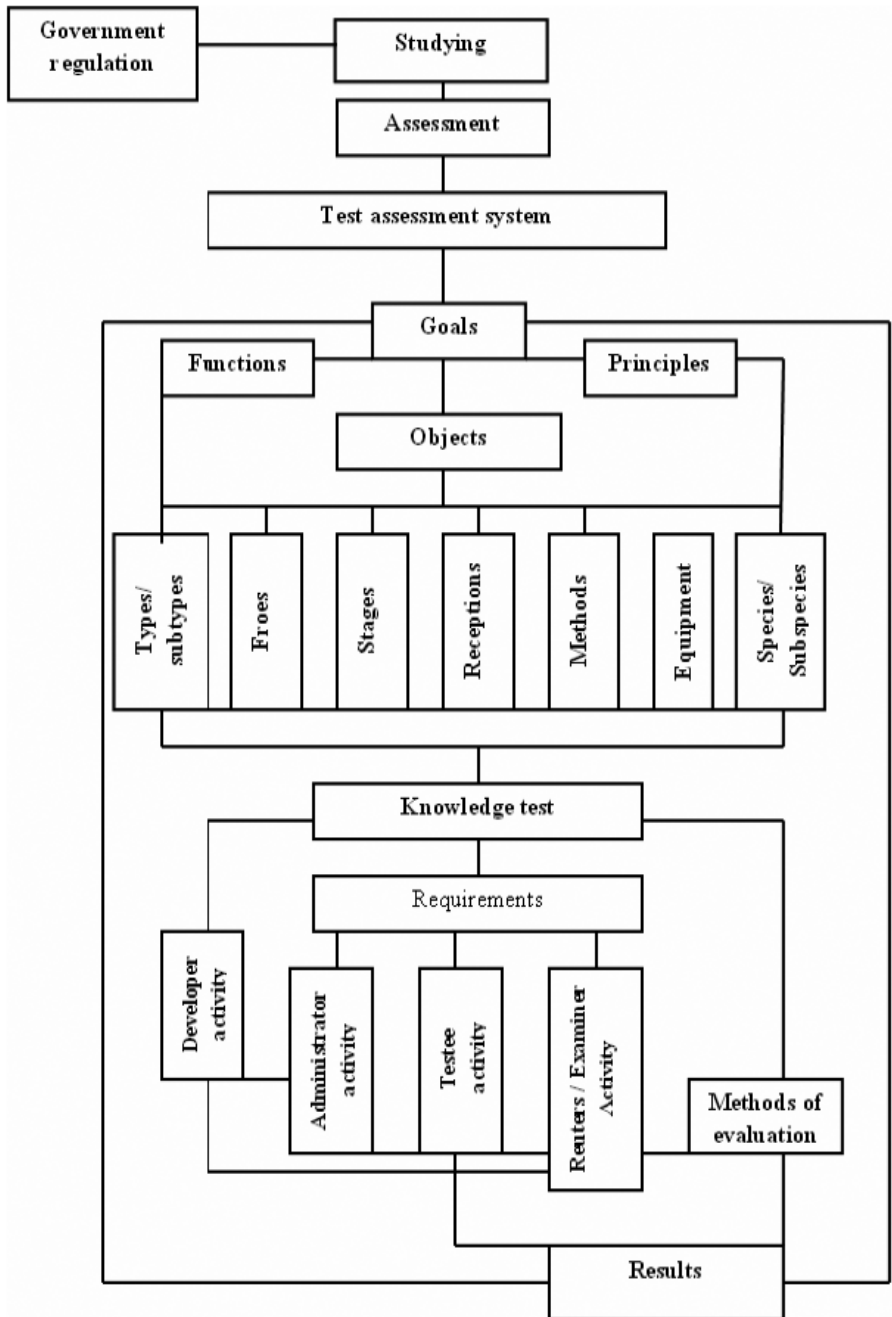 Government
regulation
Studying
Assessment
Test assessment system
Goals
Functions
Principles
Objects
Types/
subtypes
Froes
Stages
Receptions
Methods
Equipment
Species/
Subspecies
Knowledge test
Requirements
Developer
activity
Administrator
activity
Testee
activity
Reuters / Examiner
Activity
Methods of
evaluation
Results